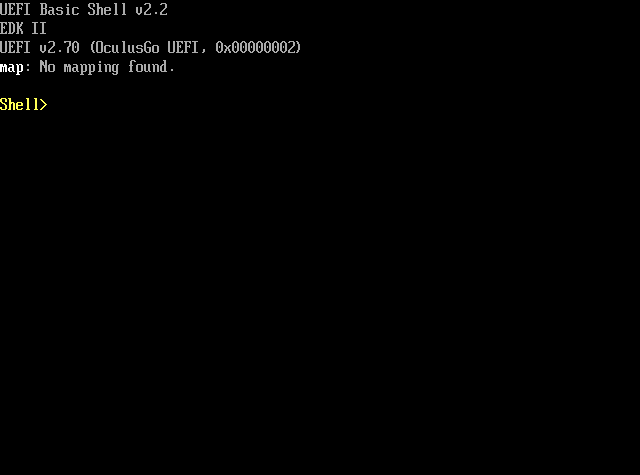 UEFI Basic Shell v2.2
EDK II
UEFI v2.70 (OculusGo UEFI, 0x00000002)
map: No mapping found.
Shell>